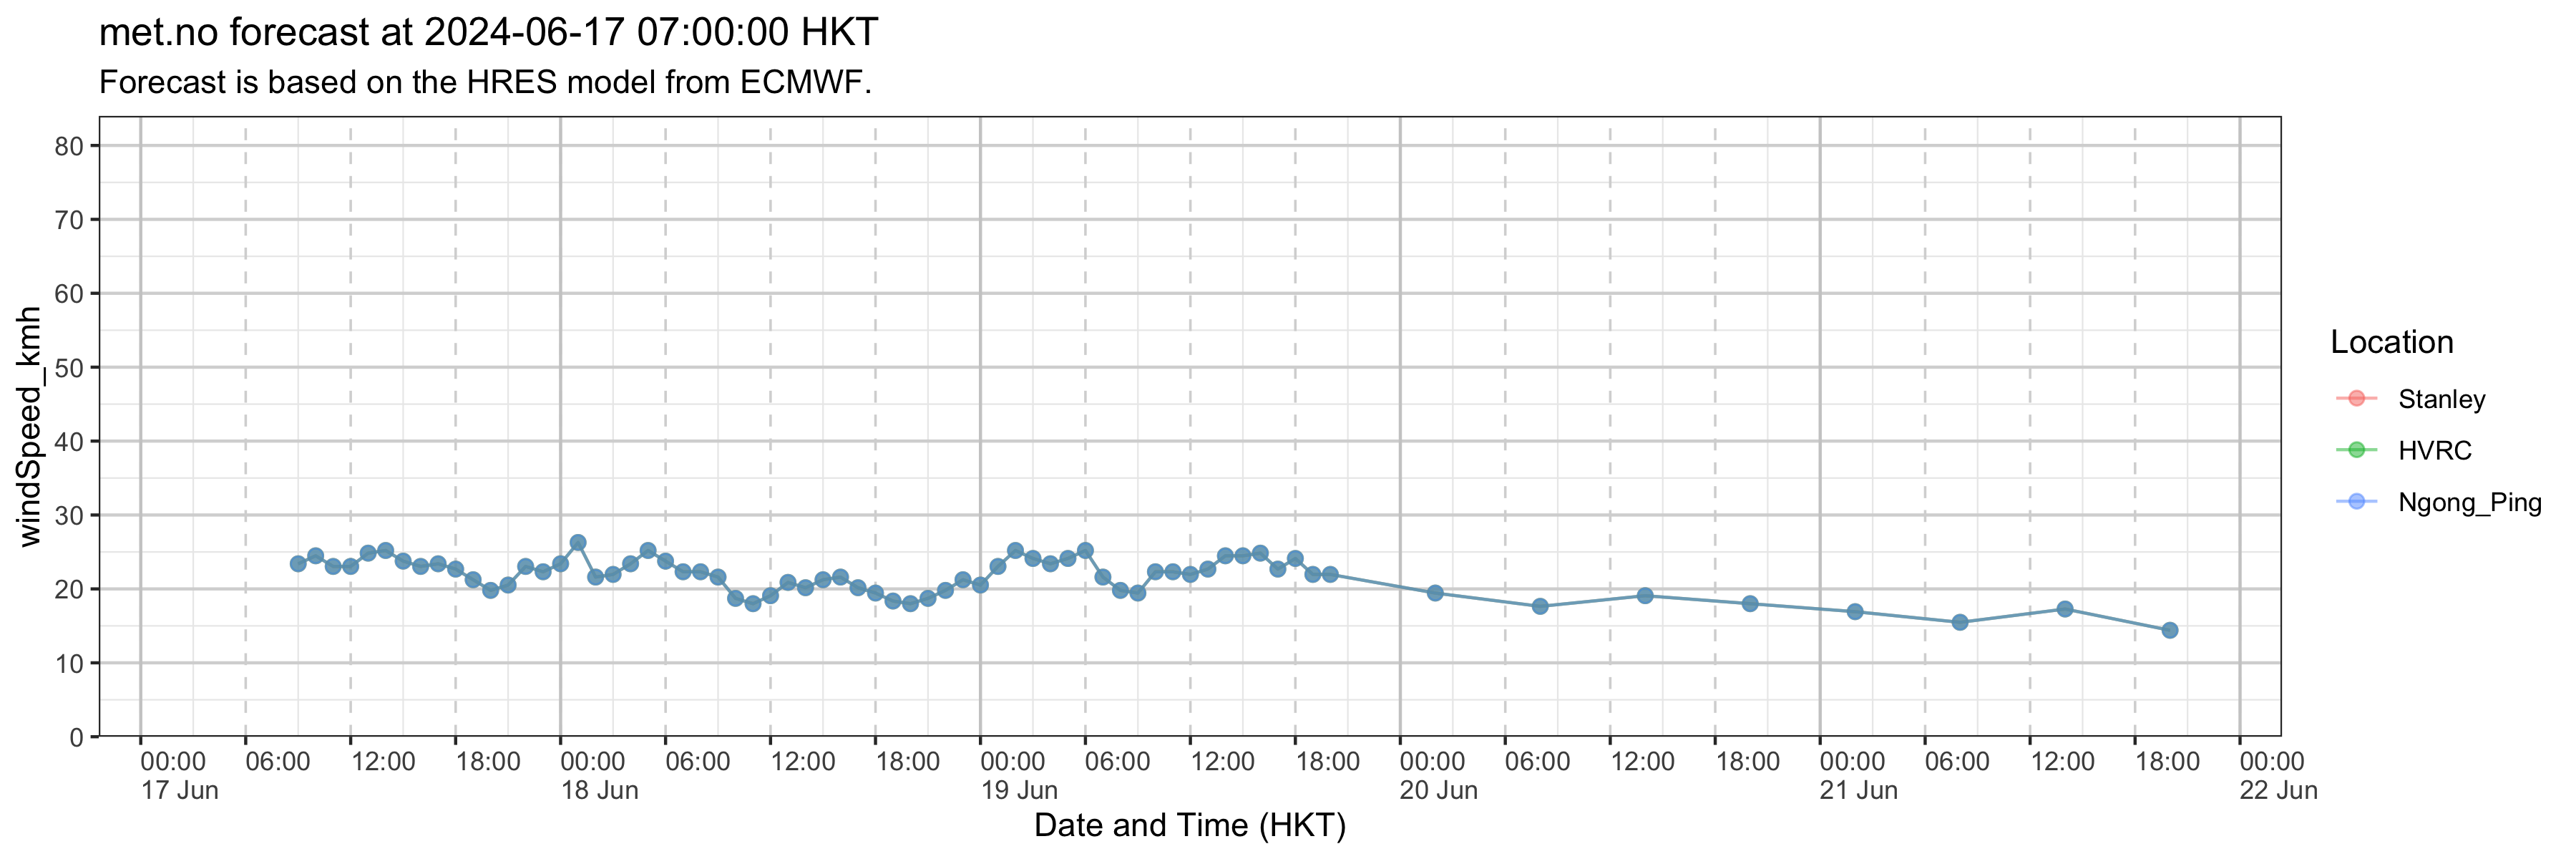 met.no forecast at 2024-06-17 07:00:00 HKT
Forecast is based on the HRES model from ECMWF.
windSpeed_kmh
80
70
60
50
40
30
20
10
0
00:00 06:00 12:00 18:00 00:00 06:00 12:00 18:00 00:00 06:00 12:00 18:00 00:00 06:00 12:00 18:00 00:00 06:00 12:00 18:00 00:00
17 Jun 18 Jun 19 Jun 20 Jun 21 Jun 22 Jun
Date and Time (HKT)
Location
Stanley
HVRC
Ngong_Ping